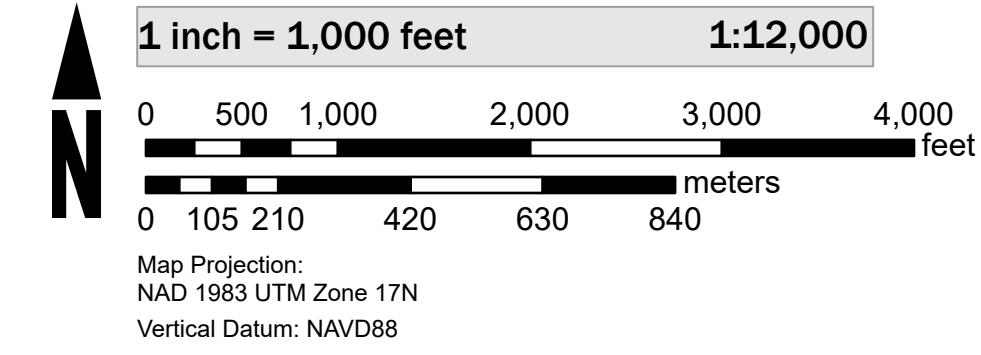 1 inch = 1,000 feet 1:12,000
0 500 1,000 2,000 3,000 4,000
feet
meters
0 105 210 420 630 840
N
Map Projection:
NAD 1983 UTM Zone 17N
Vertical Datum: NAVD88